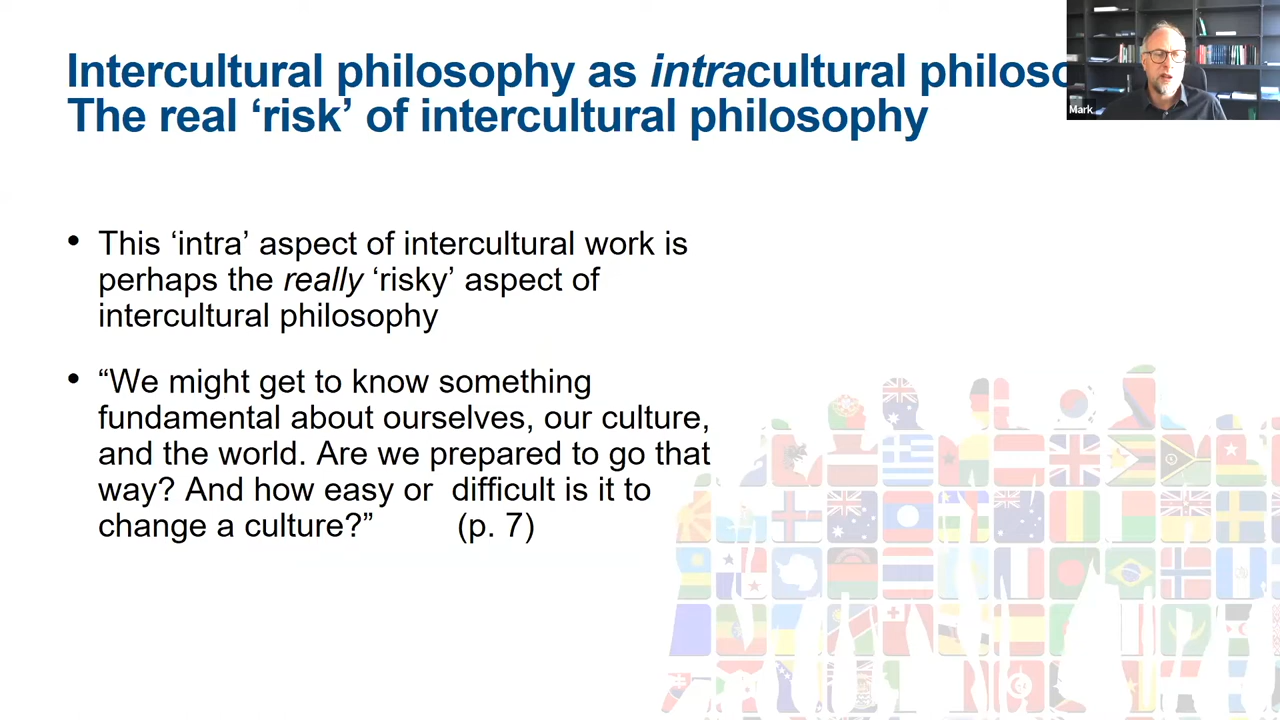 Intercultural philosophy as intracultural philoso
The real ‘risk’ of intercultural philosophy
Mark
• This ‘intra’ aspect of intercultural work is
perhaps the really ‘risky’ aspect of
intercultural philosophy
• “We might get to know something
fundamental about ourselves, our culture,
and the world. Are we prepared to go that
way? And how easy or difficult is it to
change a culture?” (p. 7)